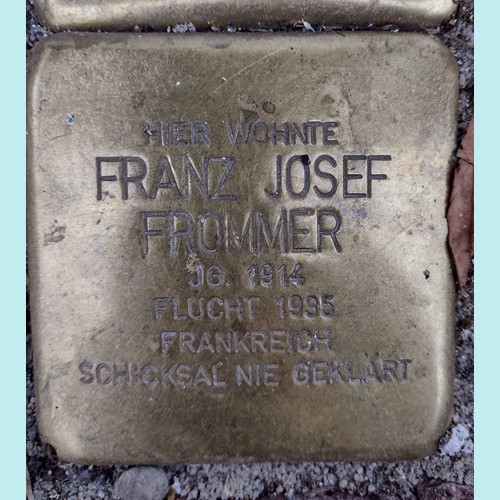 HIER WOHNTE
FRANZ JOSEF
FROMMER
JG. 1914
FLUCHT 1935
FRANKREICH
SCHICKSAL NIE GEKLÄRT